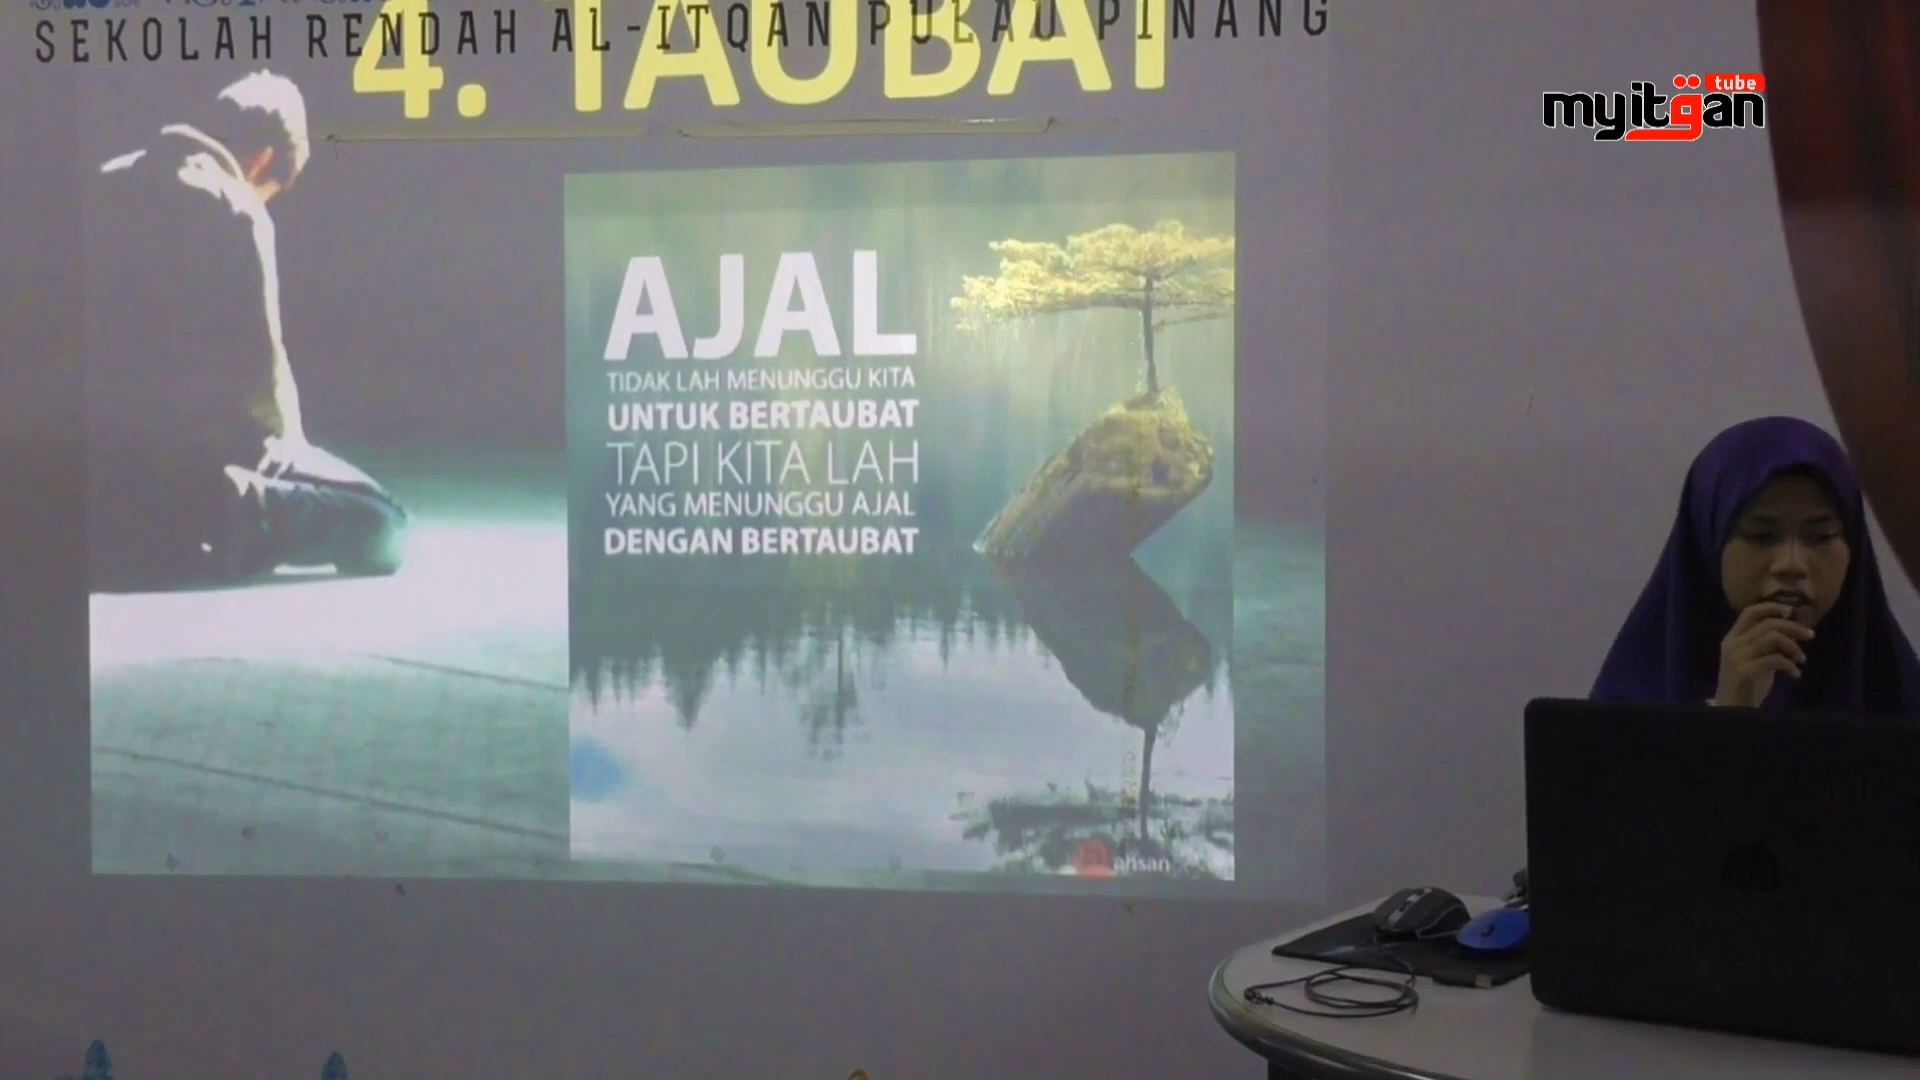 SEKOLAH RENDAH AL-ITQAN PULAU PINANG
4. TAUBAT
myitqan tube
AJAL
TIDAK LAH MENUNGGU KITA
UNTUK BERTAUBAT
TAPI KITA LAH
YANG MENUNGGU AJAL
DENGAN BERTAUBAT
ahsan